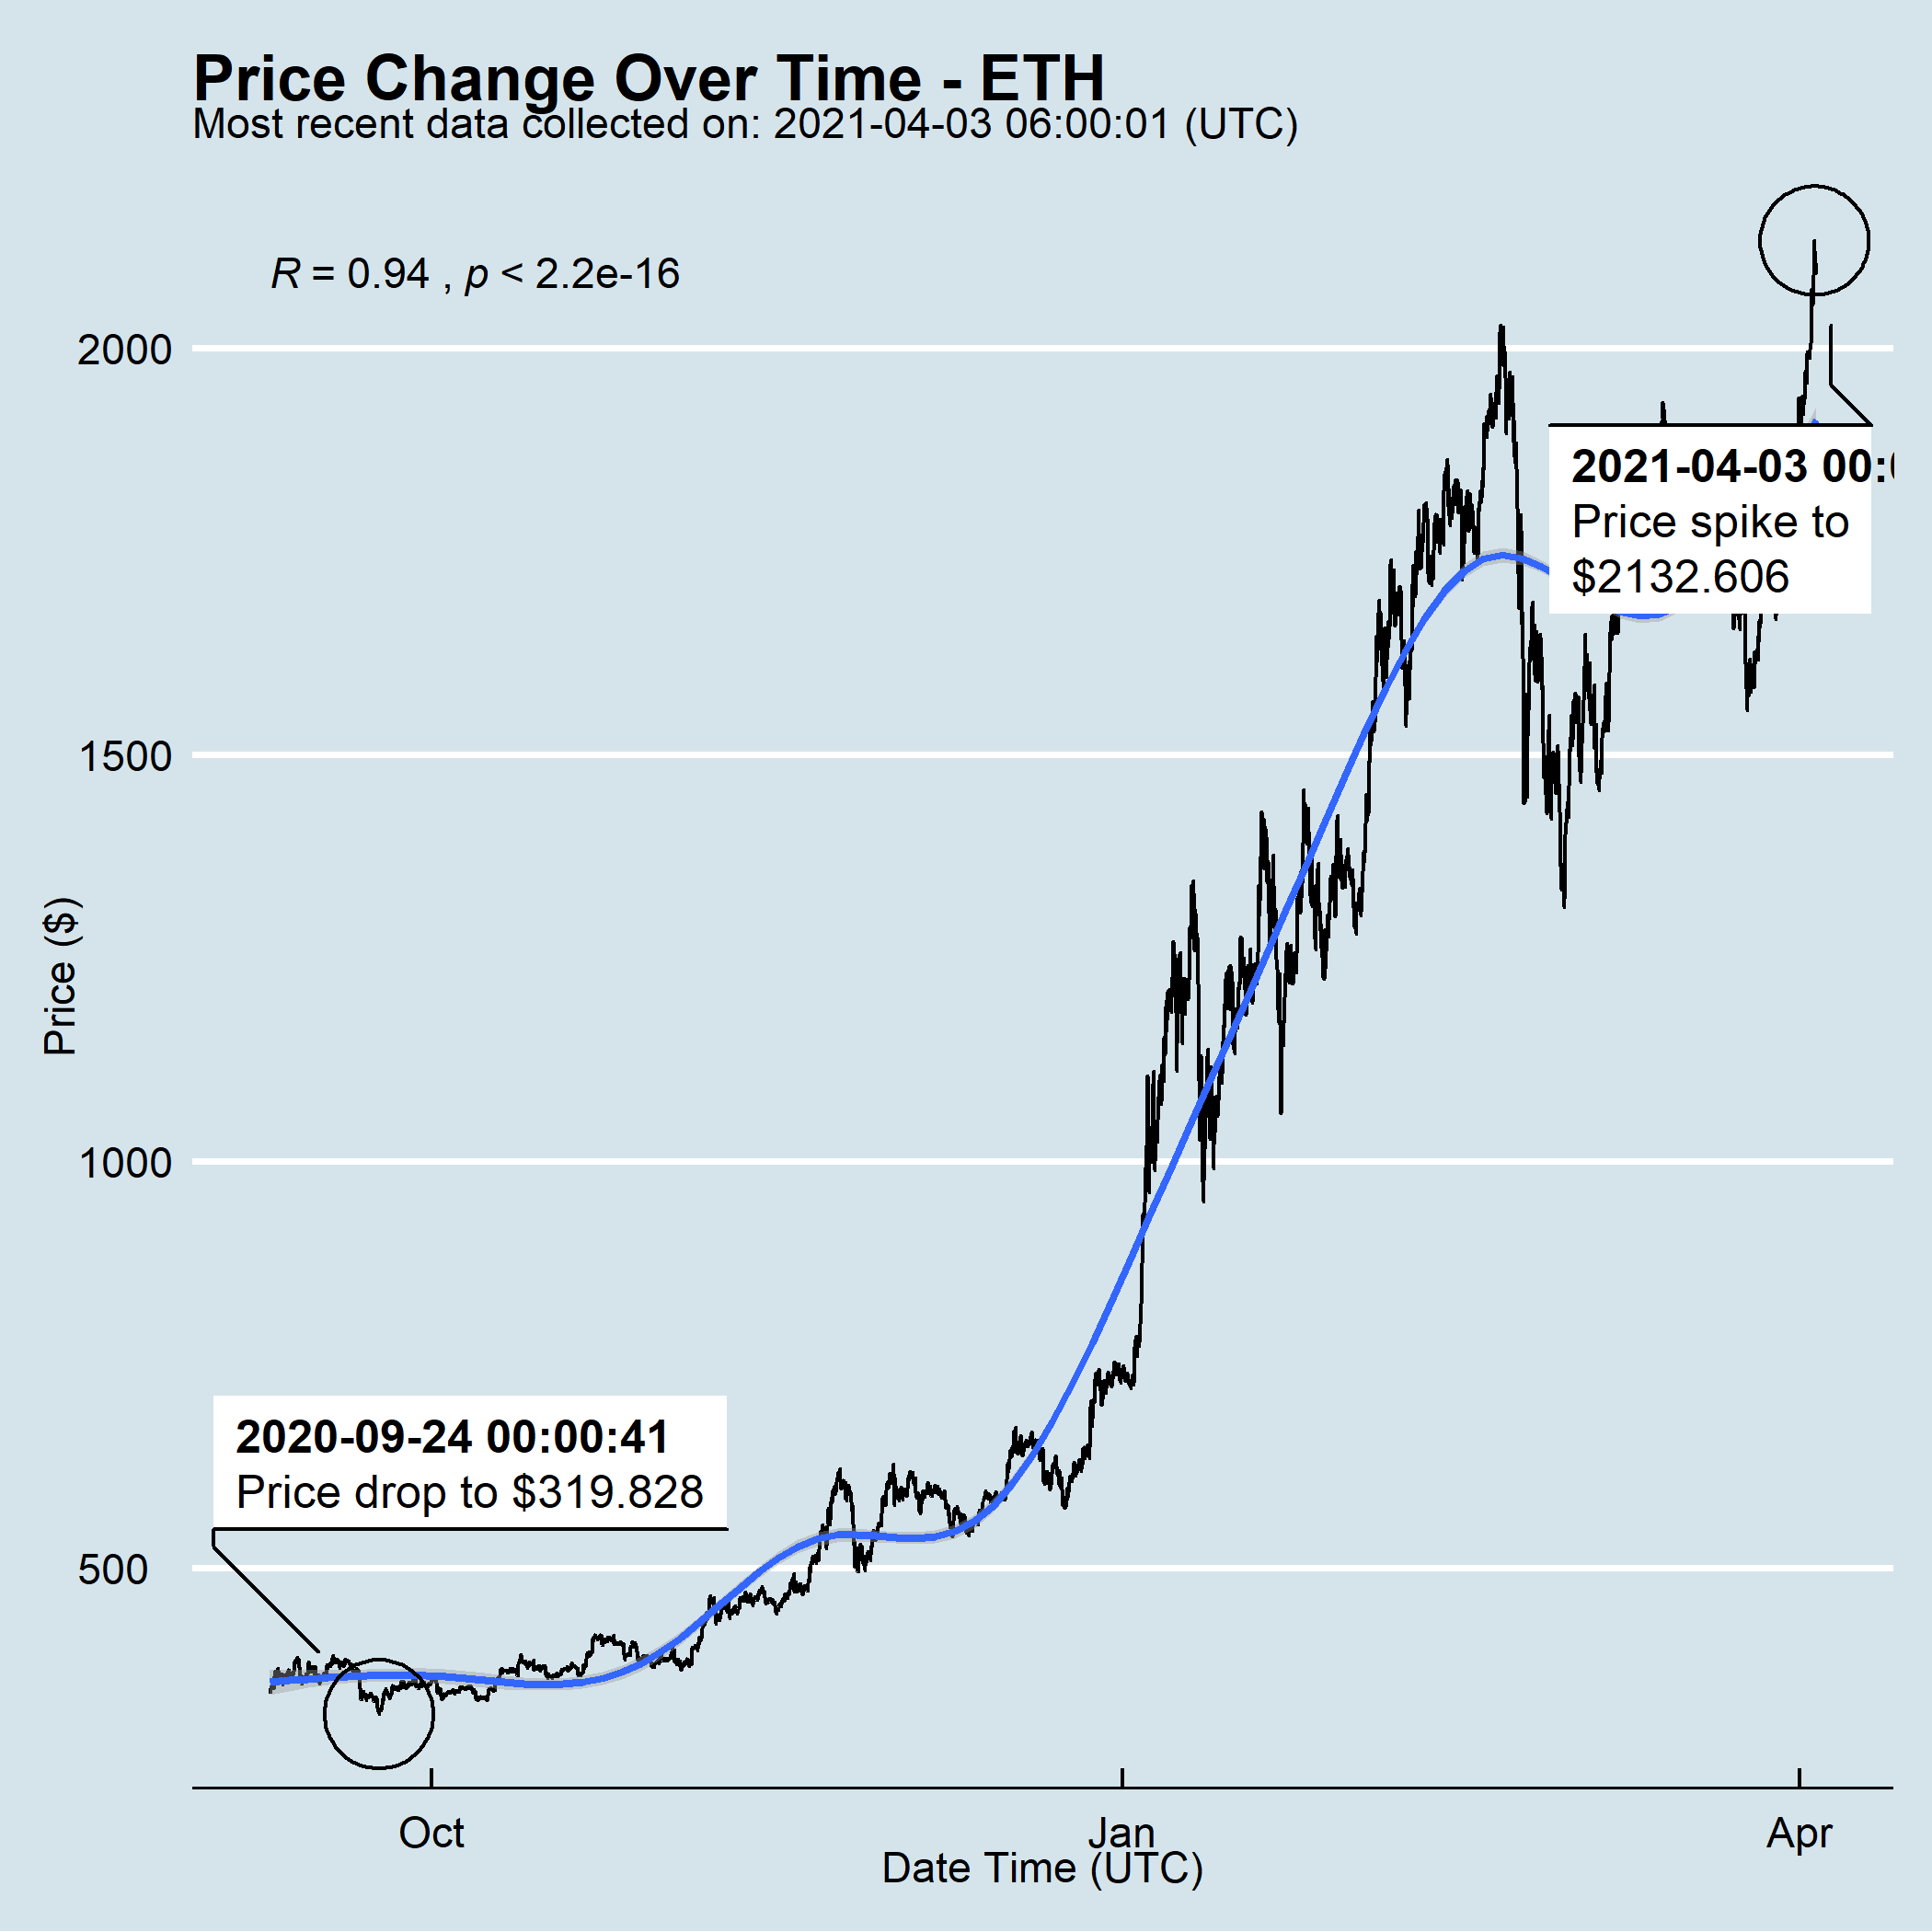 Price Change Over Time - ETH
Most recent data collected on: 2021-04-03 06:00:01 (UTC)
R = 0.94 , p < 2.2e-16
2000
1500
1000
500
Price ($)
2021-04-03
Price spike to
$2132.606
2020-09-24 00:00:41
Price drop to $319.828
Oct
Jan
Apr
Date Time (UTC)